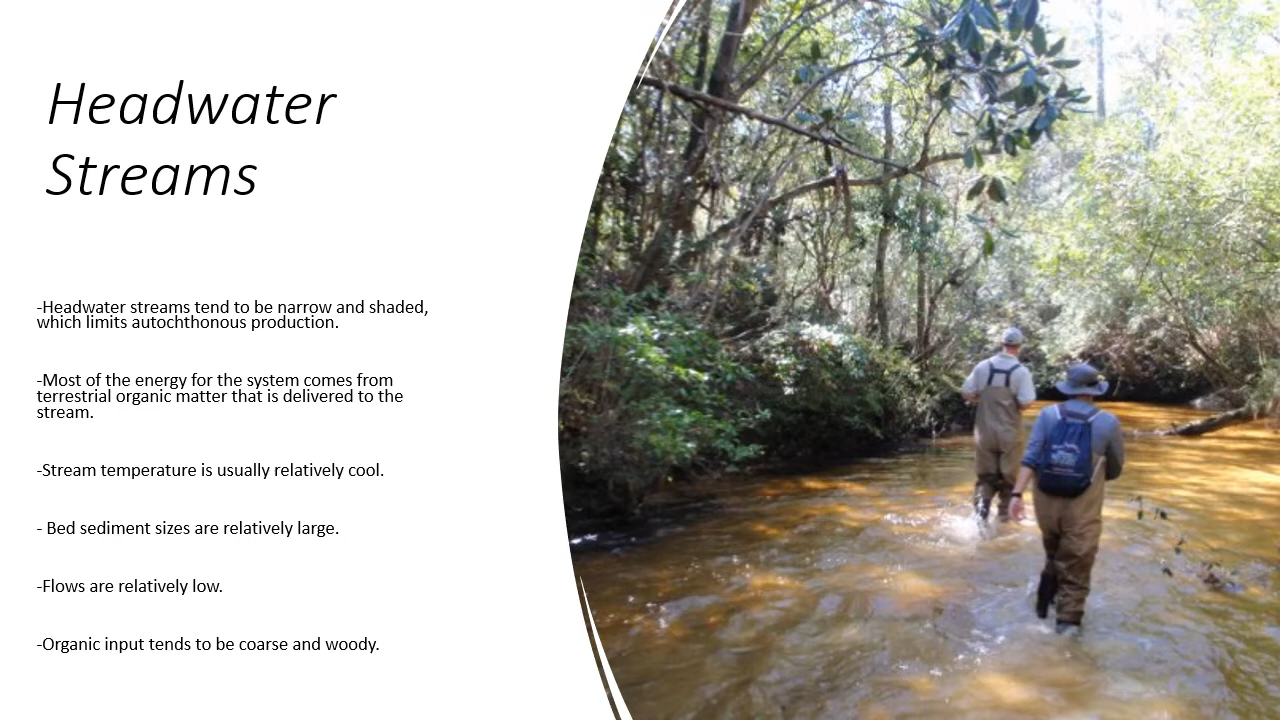 Headwater
Streams
-Headwater streams tend to be narrow and shaded,
which limits autochthonous production.
-Most of the energy for the system comes from
terrestrial organic matter that is delivered to the
stream.
-Stream temperature is usually relatively cool.
- Bed sediment sizes are relatively large.
-Flows are relatively low.
-Organic input tends to be coarse and woody.